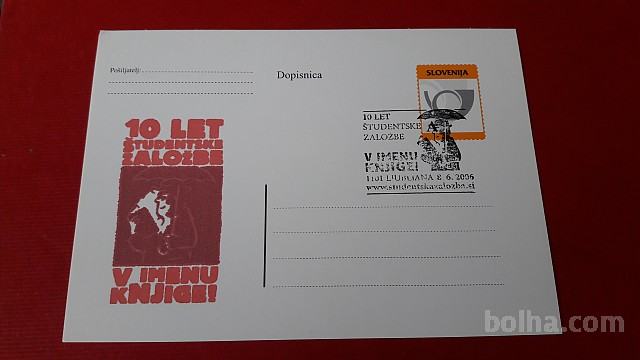 Pošiljatelj:
Dopisnica
SLOVENIJA
10 LET
ŠTUDENTSKE
ZALOŽBE
V IMENU
KNJIGE!
10 LET
ŠTUDENTSKE
ZALOŽBE
V IMENU
KNJIGE!
1101 LJUBLJANA 8. 6. 2006
www.studentskazalozba.si
bolha.com